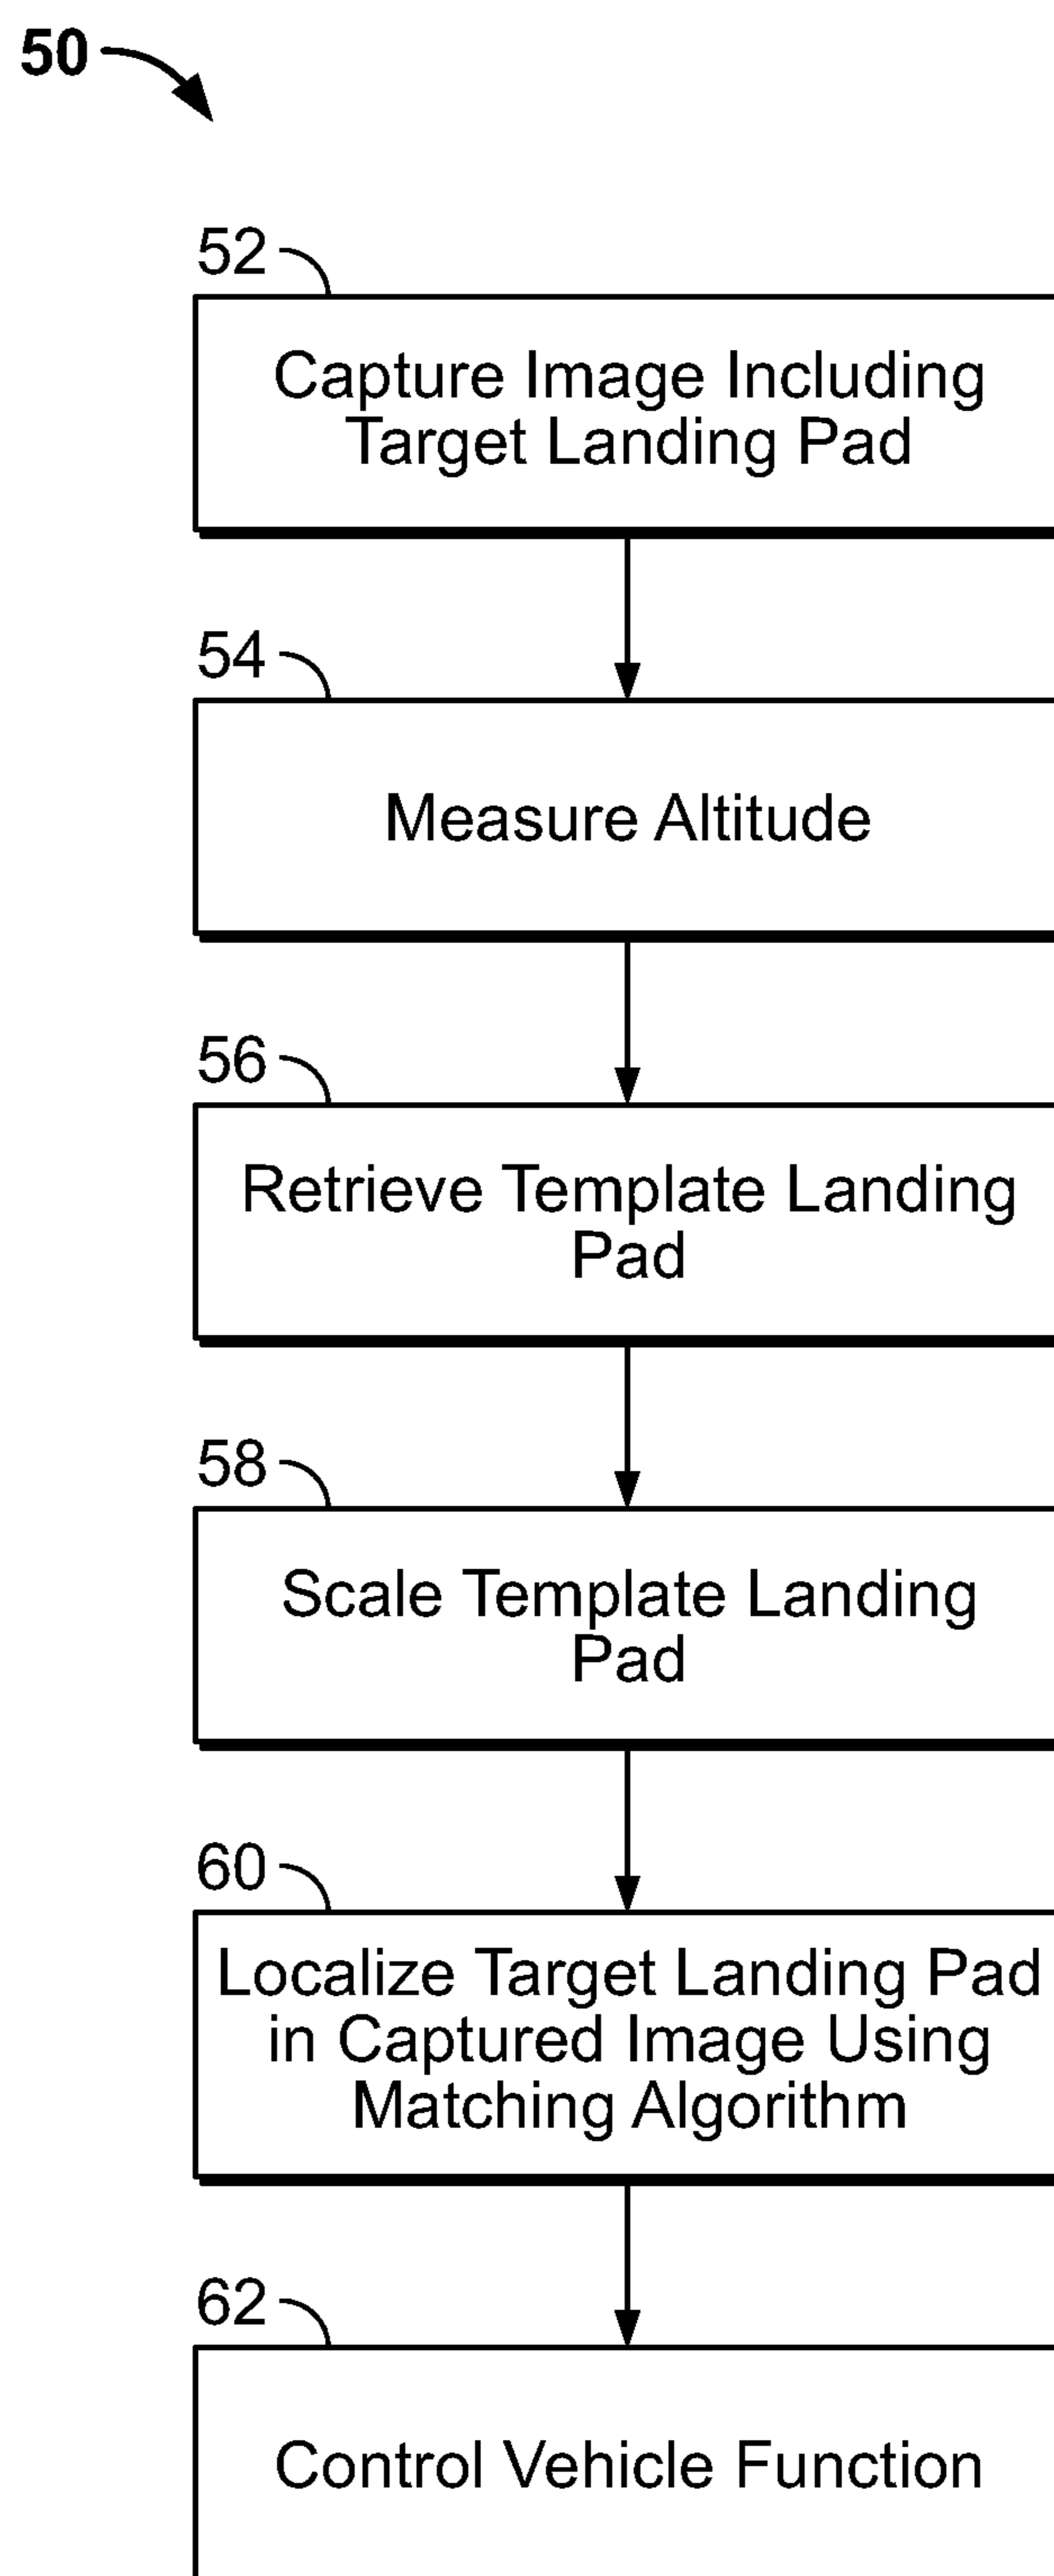 50
52
Capture Image Including
Target Landing Pad
54
Measure Altitude
56
Retrieve Template Landing
Pad
58
Scale Template Landing
Pad
60
Localize Target Landing Pad
in Captured Image Using
Matching Algorithm
62
Control Vehicle Function